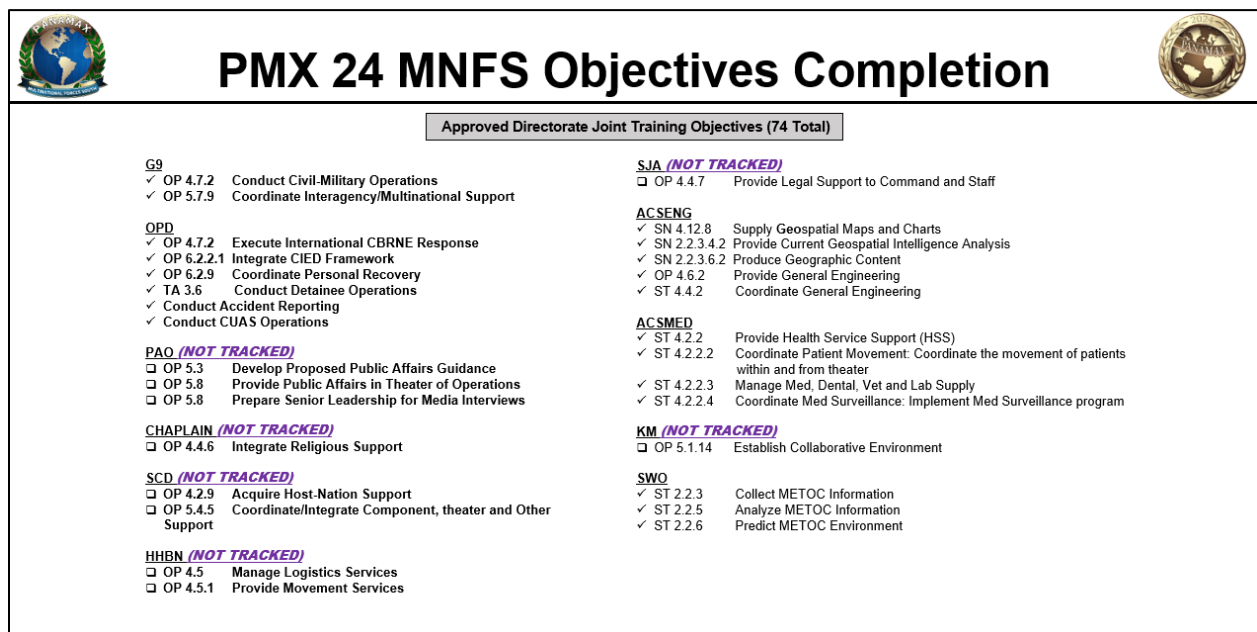 PANAMAX
MULTINATIONAL FORCES SOUTH
PMX 24 MNFS Objectives Completion
2024
PANAMAX
Approved Directorate Joint Training Objectives (74 Total)
G9
✓ OP 4.7.2 Conduct Civil-Military Operations
✓ OP 5.7.9 Coordinate Interagency/Multinational Support
OPD
✓ OP 4.7.2 Execute International CBRNE Response
✓ OP 6.2.2.1 Integrate CIED Framework
✓ OP 6.2.9 Coordinate Personal Recovery
✓ TA 3.6 Conduct Detainee Operations
✓ Conduct Accident Reporting
✓ Conduct CUAS Operations
PAO (NOT TRACKED)
❑ OP 5.3 Develop Proposed Public Affairs Guidance
❑ OP 5.8 Provide Public Affairs in Theater of Operations
❑ OP 5.8 Prepare Senior Leadership for Media Interviews
CHAPLAIN (NOT TRACKED)
❑ OP 4.4.6 Integrate Religious Support
SCD (NOT TRACKED)
❑ OP 4.2.9 Acquire Host-Nation Support
❑ OP 5.4.5 Coordinate/Integrate Component, theater and Other
Support
HHBN (NOT TRACKED)
❑ OP 4.5 Manage Logistics Services
❑ OP 4.5.1 Provide Movement Services
SJA (NOT TRACKED)
❑ OP 4.4.7 Provide Legal Support to Command and Staff
ACSENG
✓ SN 4.12.8 Supply Geospatial Maps and Charts
✓ SN 2.2.3.4.2 Provide Current Geospatial Intelligence Analysis
✓ SN 2.2.3.6.2 Produce Geographic Content
✓ OP 4.6.2 Provide General Engineering
✓ ST 4.4.2 Coordinate General Engineering
ACSMED
✓ ST 4.2.2 Provide Health Service Support (HSS)
✓ ST 4.2.2.2 Coordinate Patient Movement: Coordinate the movement of patients
within and from theater
✓ ST 4.2.2.3 Manage Med, Dental, Vet and Lab Supply
✓ ST 4.2.2.4 Coordinate Med Surveillance: Implement Med Surveillance program
KM (NOT TRACKED)
❑ OP 5.1.14 Establish Collaborative Environment
SWO
✓ ST 2.2.3 Collect METOC Information
✓ ST 2.2.5 Analyze METOC Information
✓ ST 2.2.6 Predict METOC Environment